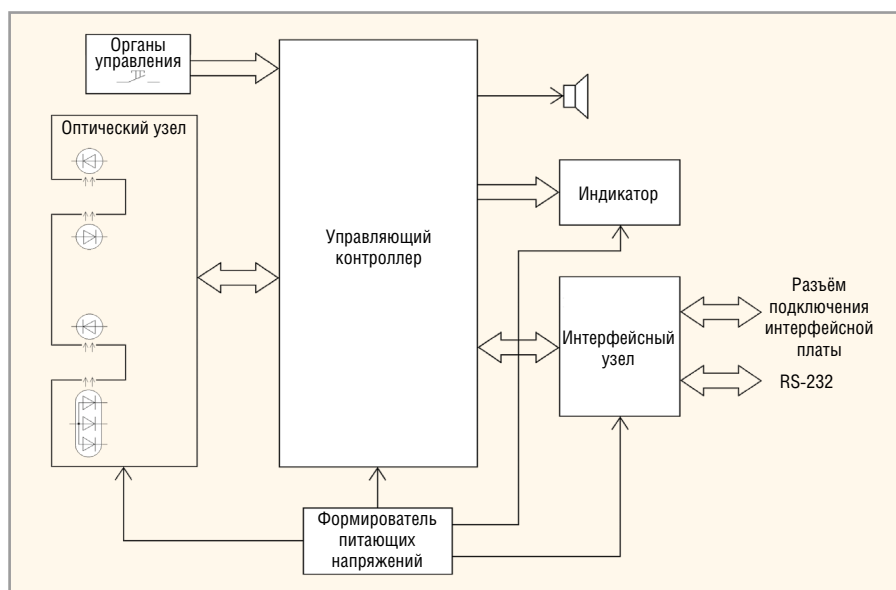 Органы
управления
Оптический узел
Управляющий
контроллер
Индикатор
Интерфейсный
узел
Разъём
подключения
интерфейсной
платы
RS-232
Формирователь
питающих
напряжений